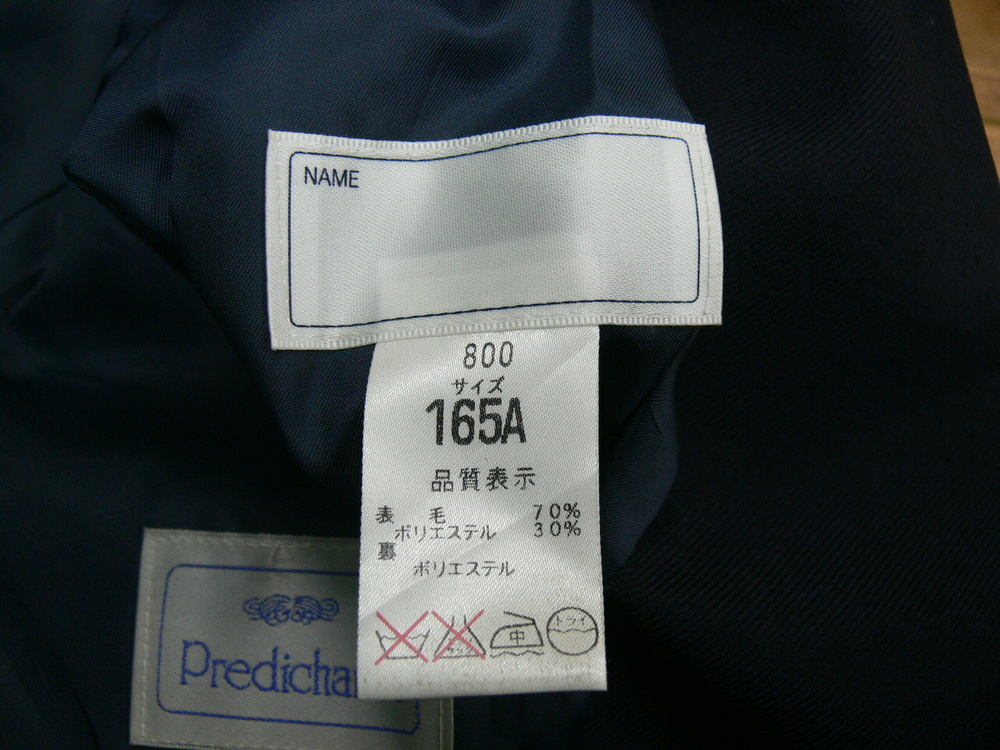 NAME
800
サイズ
165A
品質表示
表 毛 70%
ポリエステル 30%
裏
ポリエステル
中
ドライ